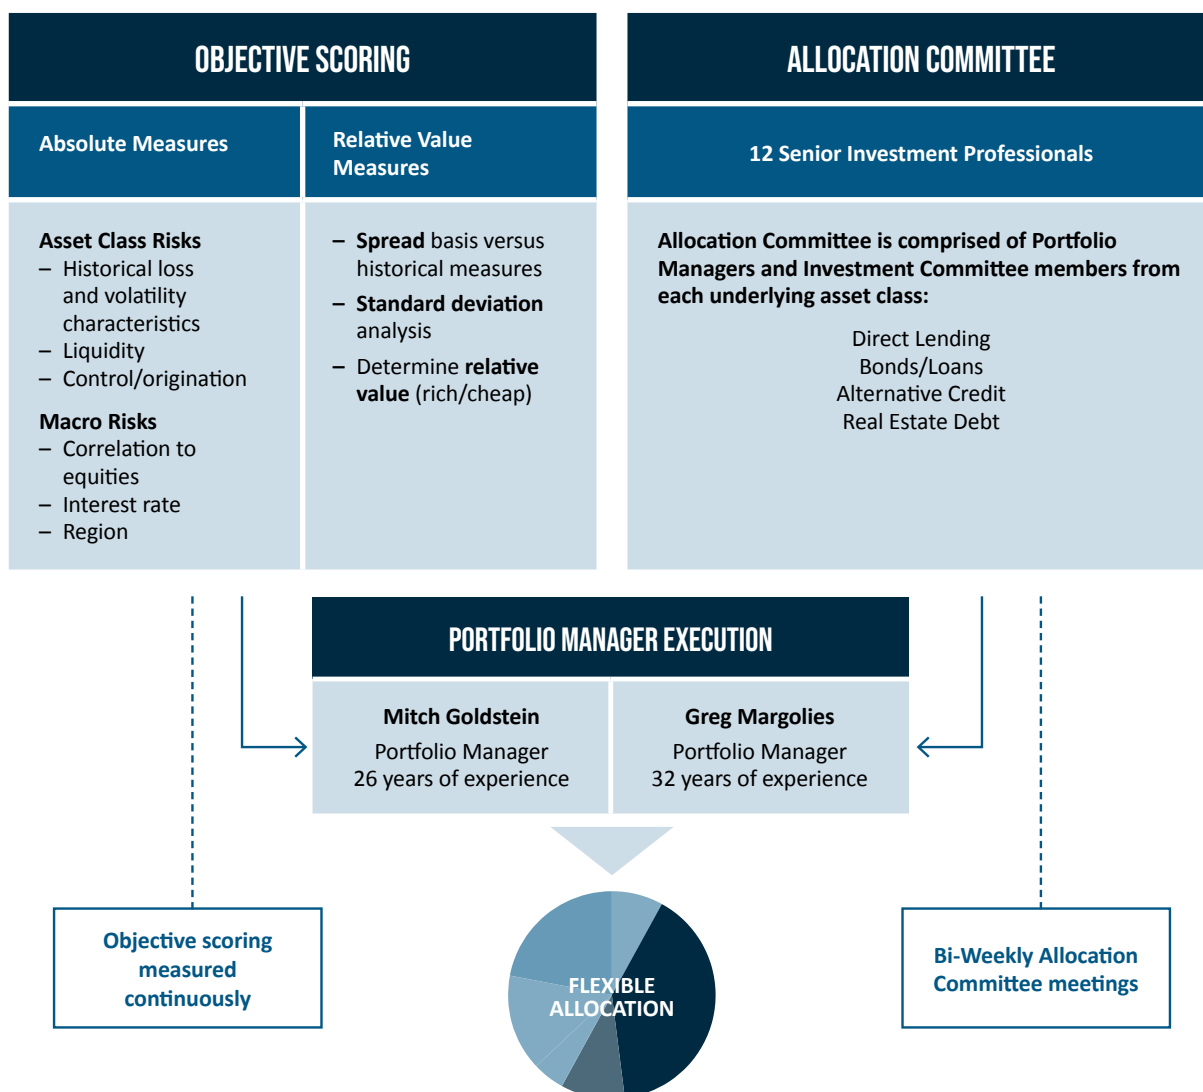 OBJECTIVE SCORING
Absolute Measures
Relative Value
Measures
Asset Class Risks
– Historical loss
and volatility
characteristics
– Liquidity
– Control/origination
Macro Risks
– Correlation to
equities
– Interest rate
– Region
– Spread basis versus
historical measures
– Standard deviation
analysis
– Determine relative
value (rich/cheap)
ALLOCATION COMMITTEE
12 Senior Investment Professionals
Allocation Committee is comprised of Portfolio
Managers and Investment Committee members from
each underlying asset class:
Direct Lending
Bonds/Loans
Alternative Credit
Real Estate Debt
PORTFOLIO MANAGER EXECUTION
Mitch Goldstein
Portfolio Manager
26 years of experience
Greg Margolies
Portfolio Manager
32 years of experience
Objective scoring
measured
continuously
FLEXIBLE
ALLOCATION
Bi-Weekly Allocation
Committee meetings